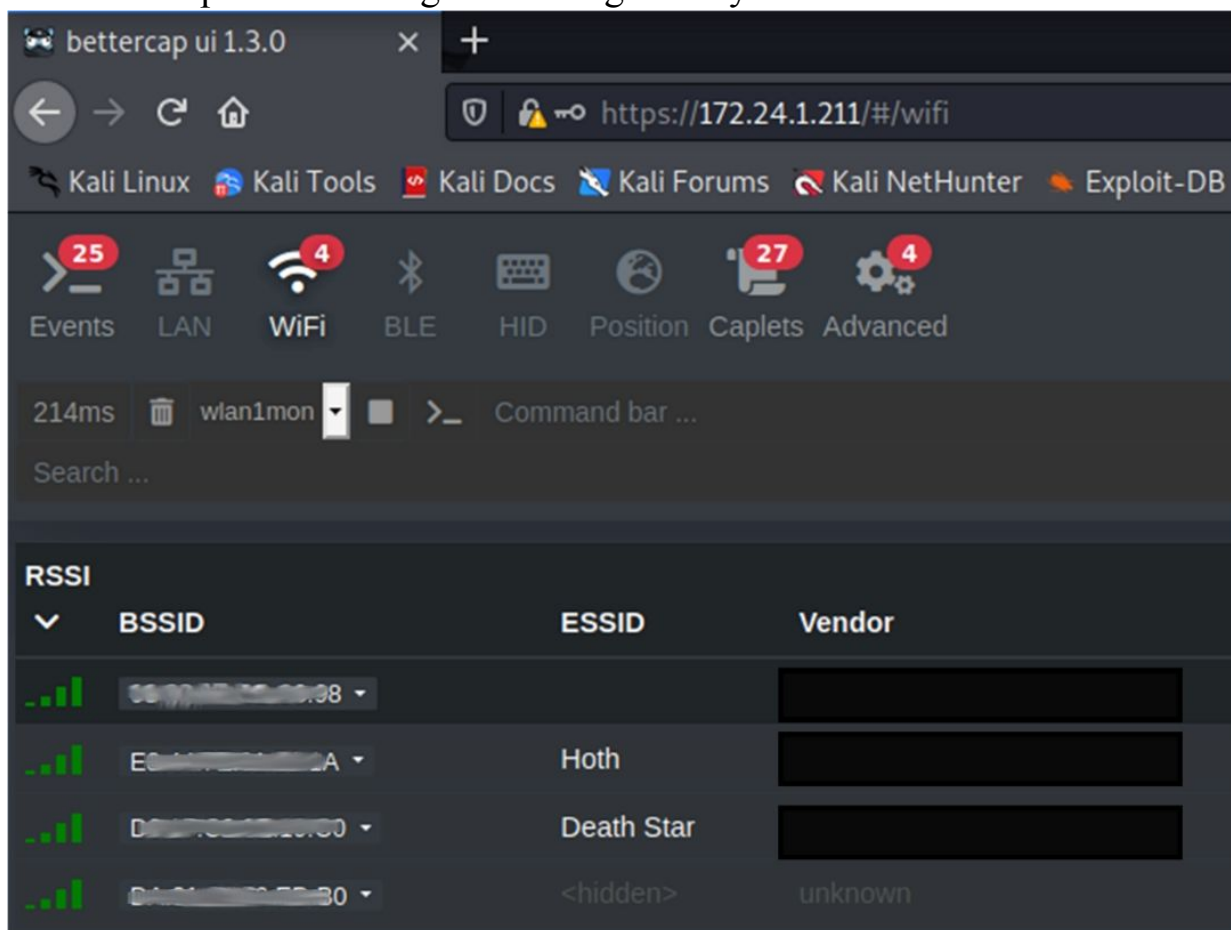 bettercap ui 1.3.0
https://172.24.1.211/#/wifi
Kali Linux Kali Tools Kali Docs Kali Forums Kali NetHunter Exploit-DB
25 4 27 4
Events LAN WiFi BLE HID Position Caplets Advanced
214ms wlan1mon Command bar ...
Search ...
RSSI
BSSID ESSID Vendor
Hoth
Death Star
<hidden> unknown